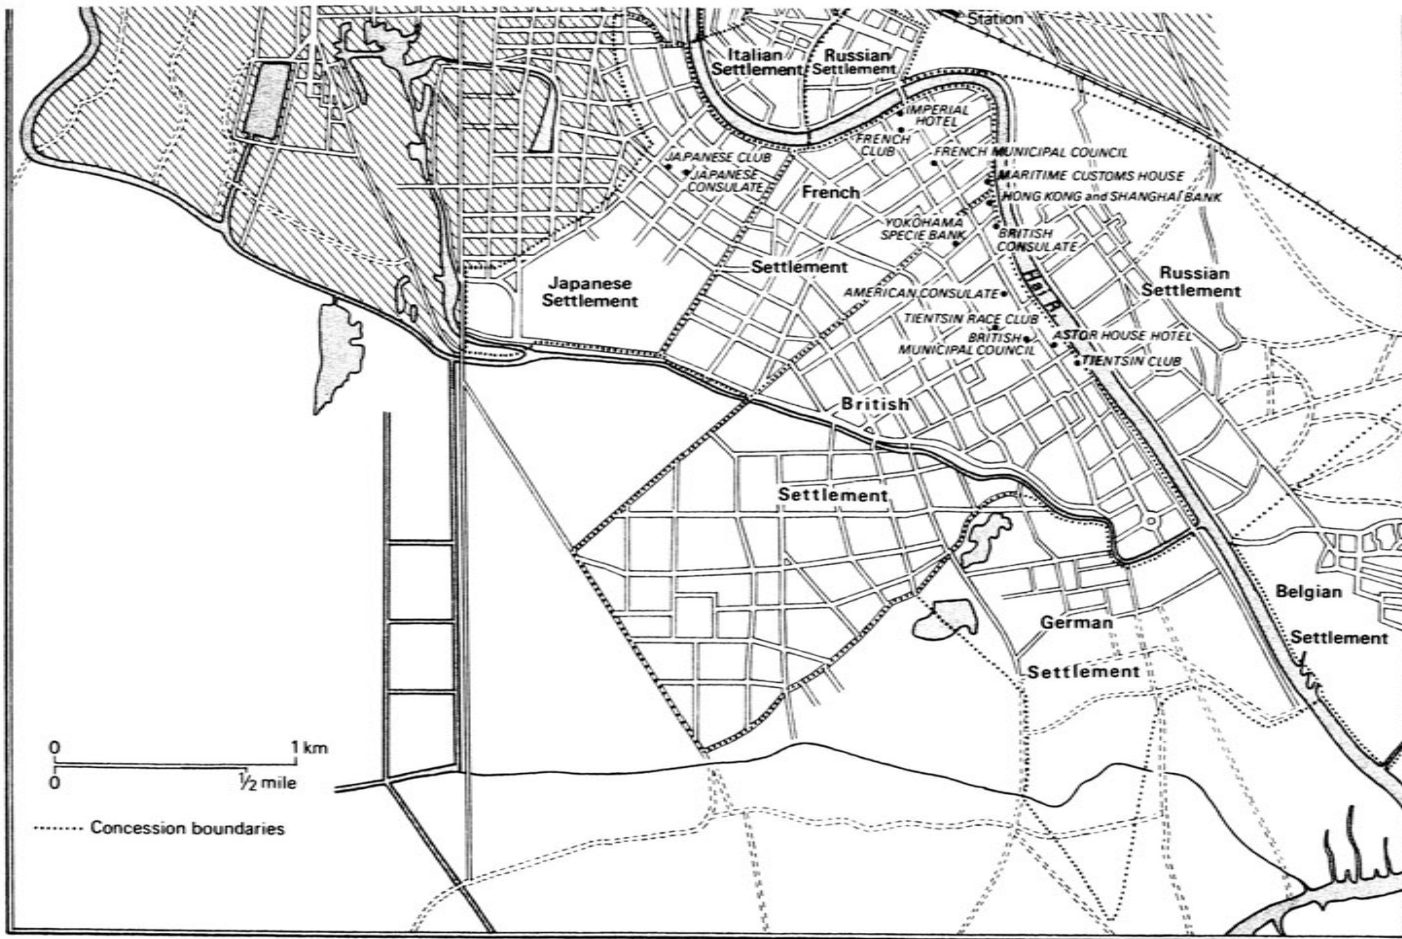 Station
Italian
Settlement
Russian
Settlement
IMPERIAL
HOTEL
FRENCH
CLUB
FRENCH MUNICIPAL COUNCIL
JAPANESE CLUB
JAPANESE
CONSULATE
MARITIME CUSTOMS HOUSE
French
HONG KONG and SHANGHAI BANK
YOKOHAMA
SPECIE BANK
BRITISH
CONSULATE
Settlement
Japanese
Settlement
Hai R.
Russian
Settlement
AMERICAN CONSULATE
TIENTSIN RACE CLUB
BRITISH
MUNICIPAL COUNCIL
ASTOR HOUSE HOTEL
TIENTSIN CLUB
British
Settlement
Belgian
Settlement
German
Settlement
0 1 km
0 ½ mile
Concession boundaries